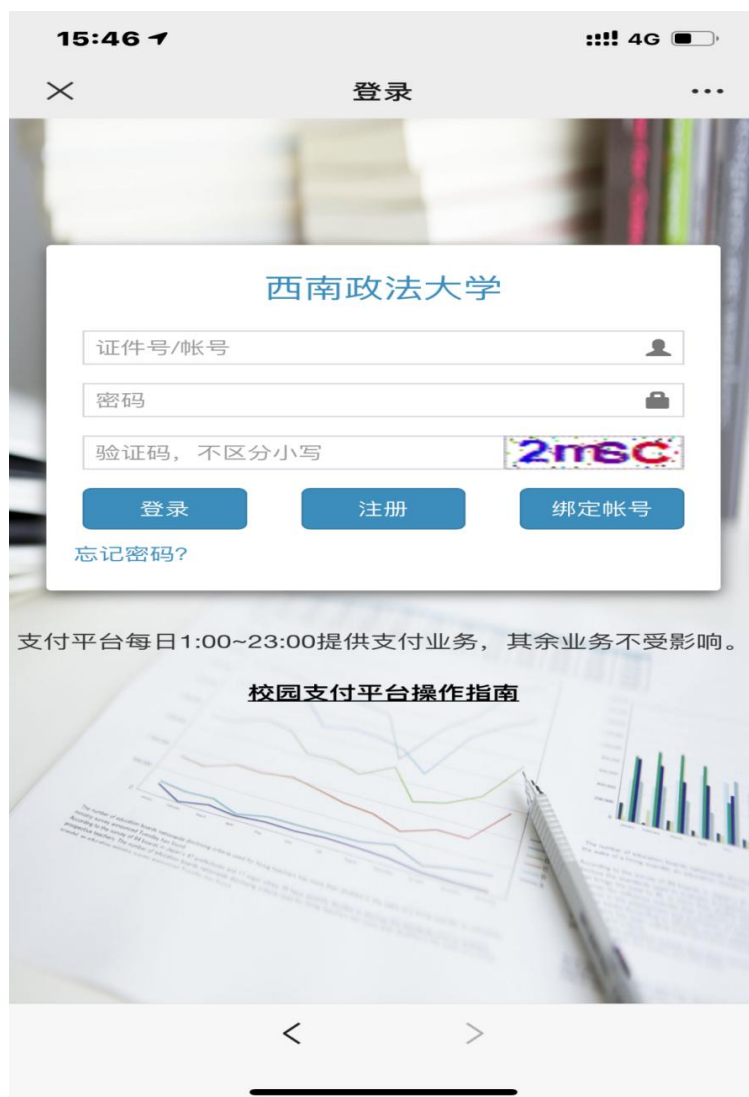 15:46
4G
登录
西南政法大学
证件号/帐号
密码
验证码，不区分小写
2msc
登录 注册 绑定帐号
忘记密码?
支付平台每日1:00~23:00提供支付业务，其余业务不受影响。
校园支付平台操作指南